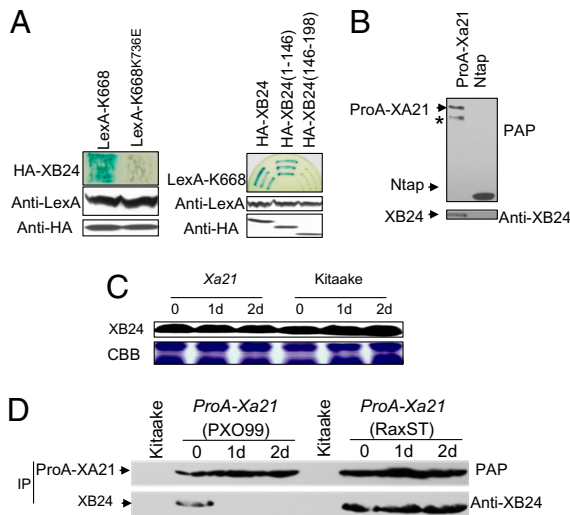 A
LexA-K668
LexA-K668K736E
HA-XB24
Anti-LexA
Anti-HA
HA-XB24
HA-XB24(1-146)
HA-XB24(146-198)
LexA-K668
Anti-LexA
Anti-HA
B
ProA-Xa21
Ntap
ProA-XA21
*
PAP
Ntap
XB24
Anti-XB24
C
Xa21
Kitaake
0 1d 2d 0 1d 2d
XB24
CBB
D
Kitaake
ProA-Xa21
(PXO99)
0 1d 2d
Kitaake
ProA-Xa21
(RaxST)
0 1d 2d
IP
ProA-XA21
PAP
XB24
Anti-XB24